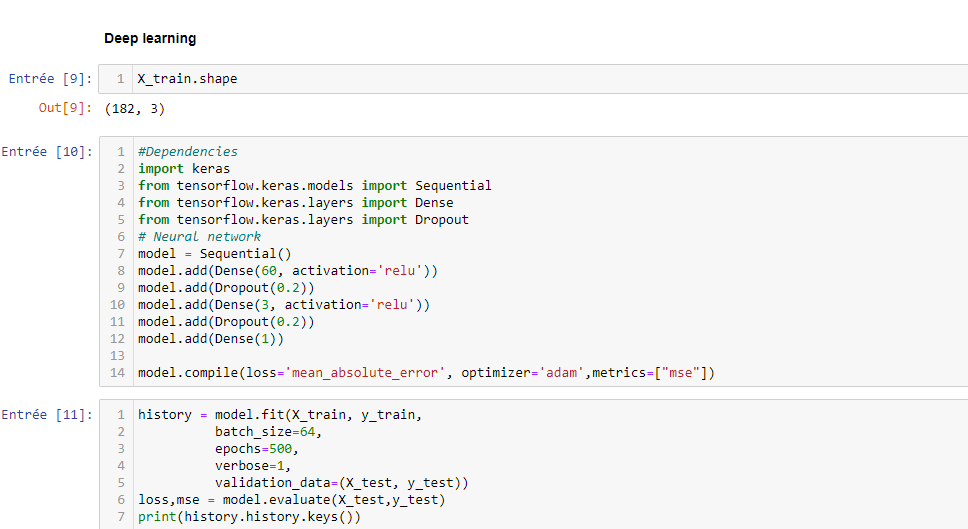 Deep learning
Entrée [9]: 1 X_train.shape
Out[9]: (182, 3)
Entrée [10]: 1 #Dependencies
2 import keras
3 from tensorflow.keras.models import Sequential
4 from tensorflow.keras.layers import Dense
5 from tensorflow.keras.layers import Dropout
6 # Neural network
7 model = Sequential()
8 model.add(Dense(60, activation='relu'))
9 model.add(Dropout(0.2))
10 model.add(Dense(3, activation='relu'))
11 model.add(Dropout(0.2))
12 model.add(Dense(1))
13
14 model.compile(loss='mean_absolute_error', optimizer='adam',metrics=["mse"])
Entrée [11]: 1 history = model.fit(X_train, y_train,
2 batch_size=64,
3 epochs=500,
4 verbose=1,
5 validation_data=(X_test, y_test))
6 loss,mse = model.evaluate(X_test,y_test)
7 print(history.history.keys())